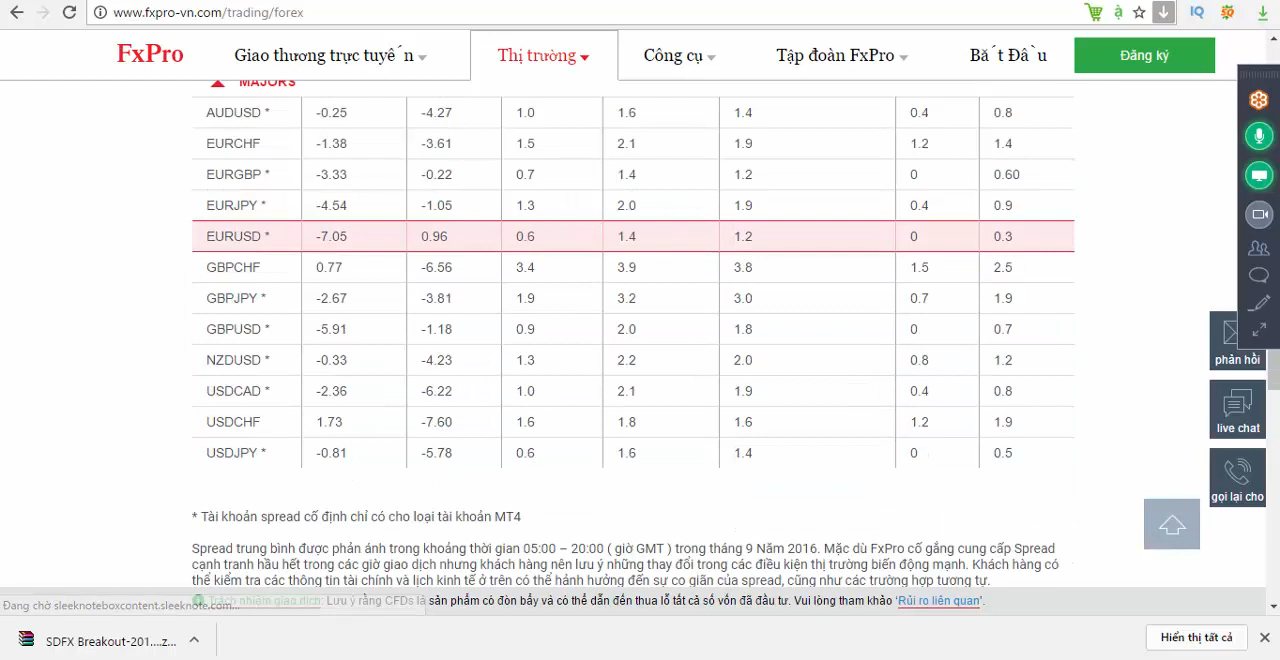 www.fxpro-vn.com/trading/forex
FxPro Giao thương trực tuyến Thị trường Công cụ Tập đoàn FxPro Bắt Đầu Đăng ký
MAJORS
AUDUSD * -0.25 -4.27 1.0 1.6 1.4 0.4 0.8
EURCHF -1.38 -3.61 1.5 2.1 1.9 1.2 1.4
EURGBP * -3.33 -0.22 0.7 1.4 1.2 0 0.60
EURJPY * -4.54 -1.05 1.3 2.0 1.9 0.4 0.9
EURUSD * -7.05 0.96 0.6 1.4 1.2 0 0.3
GBPCHF 0.77 -6.56 3.4 3.9 3.8 1.5 2.5
GBPJPY * -2.67 -3.81 1.9 3.2 3.0 0.7 1.9
GBPUSD * -5.91 -1.18 0.9 2.0 1.8 0 0.7
NZDUSD * -0.33 -4.23 1.3 2.2 2.0 0.8 1.2
USDCAD * -2.36 -6.22 1.0 2.1 1.9 0.4 0.8
USDCHF 1.73 -7.60 1.6 1.8 1.6 1.2 1.9
USDJPY * -0.81 -5.78 0.6 1.6 1.4 0 0.5
phản hồi
live chat
gọi lại cho
* Tài khoản spread cố định chỉ có cho loại tài khoản MT4
Spread trung bình được phản ánh trong khoảng thời gian 05:00 – 20:00 ( giờ GMT ) trong tháng 9 Năm 2016. Mặc dù FxPro cố gắng cung cấp Spread
cạnh tranh hầu hết trong các giờ giao dịch nhưng khách hàng nên lưu ý những thay đổi trong các điều kiện thị trường biến động mạnh. Khách hàng có
thể kiểm tra các thông tin tài chính và lịch kinh tế ở trên có thể hảnh hưởng đến sự co giãn của spread, cũng như các trường hợp tương tự.
Trách nhiệm giao dịch: Lưu ý rằng CFDs là sản phẩm có đòn bẩy và có thể dẫn đến thua lỗ tất cả số vốn đã đầu tư. Vui lòng tham khảo 'Rủi ro liên quan'.
Đang chờ sleeknoteboxcontent.sleeknote.com...
SDFX Breakout-201....z... Hiển thị tất cả